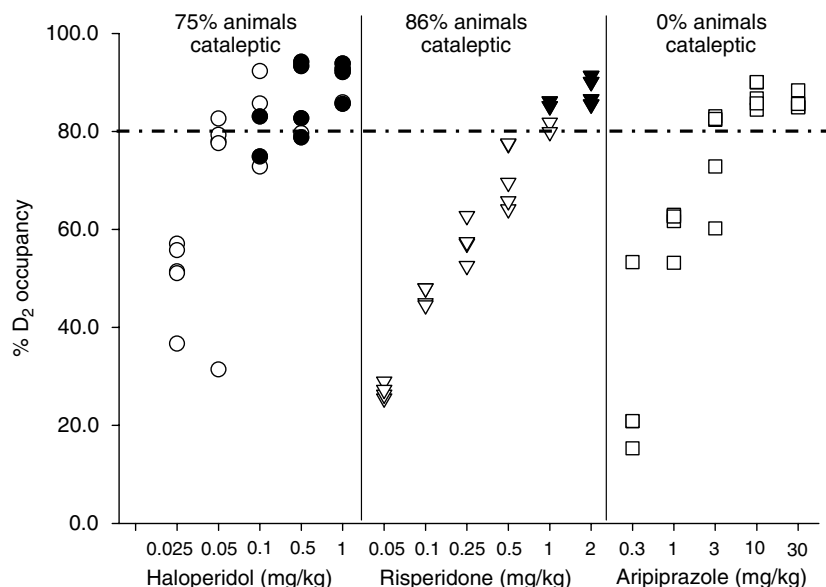 75% animals cataleptic
86% animals cataleptic
0% animals cataleptic
% D2 occupancy
100.0
80.0
60.0
40.0
20.0
0.0
0.025 0.05 0.1 0.5 1
0.05 0.1 0.25 0.5 1 2
0.3 1 3 10 30
Haloperidol (mg/kg)
Risperidone (mg/kg)
Aripiprazole (mg/kg)